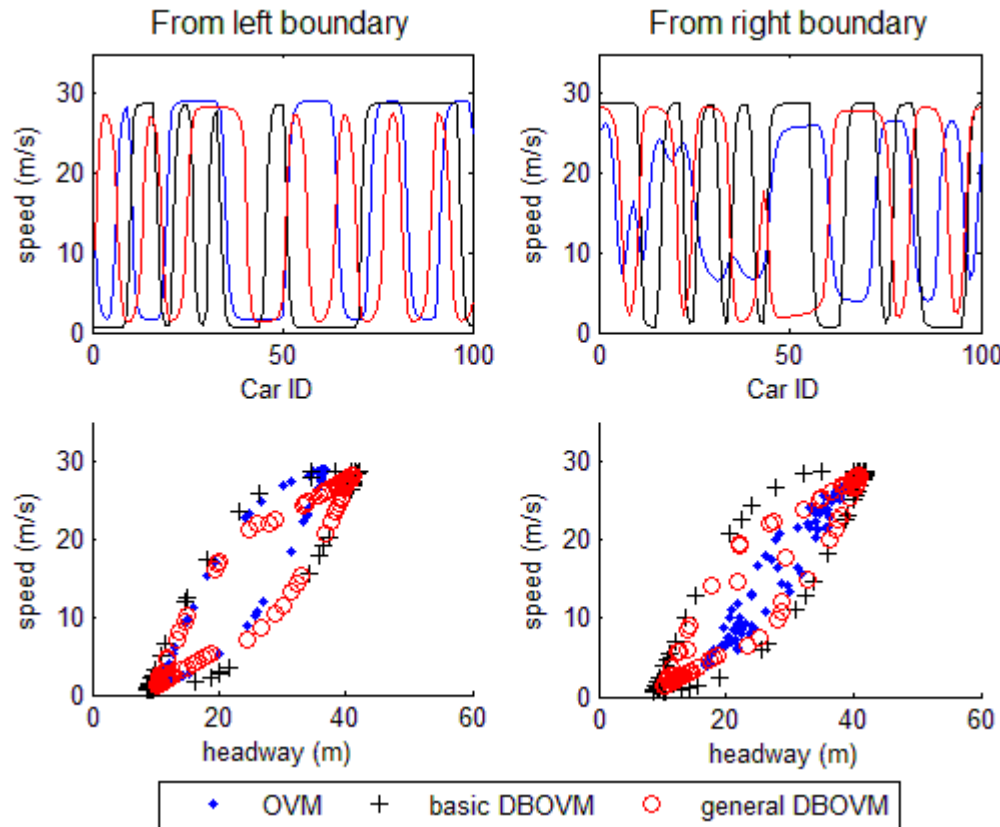 From left boundary
From right boundary
speed (m/s)
30
20
10
0
0 50 100
Car ID
speed (m/s)
30
20
10
0
0 50 100
Car ID
speed (m/s)
30
20
10
0
0 20 40 60
headway (m)
speed (m/s)
30
20
10
0
0 20 40 60
headway (m)
OVM basic DBOVM general DBOVM